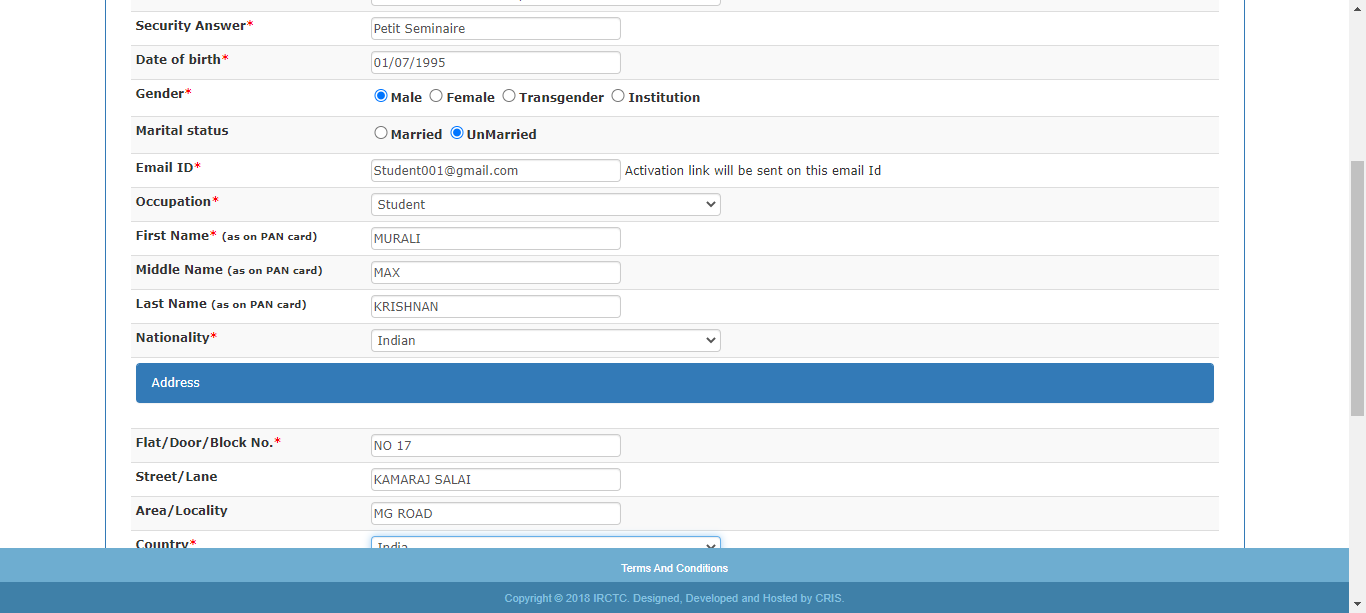 Security Answer* Petit Seminaire
Date of birth* 01/07/1995
Gender* Male Female Transgender Institution
Marital status Married UnMarried
Email ID* Student001@gmail.com Activation link will be sent on this email Id
Occupation* Student
First Name* (as on PAN card) MURALI
Middle Name (as on PAN card) MAX
Last Name (as on PAN card) KRISHNAN
Nationality* Indian
Address
Flat/Door/Block No.* NO 17
Street/Lane KAMARAJ SALAI
Area/Locality MG ROAD
Country* India
Terms And Conditions
Copyright © 2018 IRCTC. Designed, Developed and Hosted by CRIS.